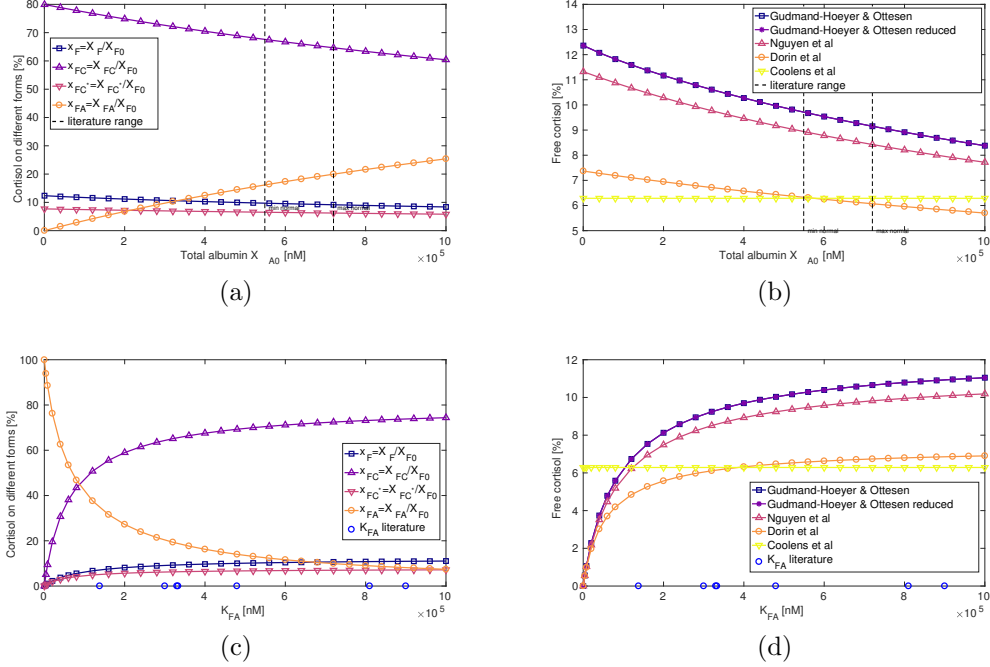 80
70
60
50
40
30
20
10
0
Cortisol on different forms [%]
x_F=X_F/X_F0
x_FC=X_FC/X_F0
x_FC*=X_FC*/X_F0
x_FA=X_FA/X_F0
literature range
min normal
max normal
0 2 4 6 8 10
×10^5
Total albumin X_A0 [nM]
(a)
14
13
12
11
10
9
8
7
6
5
Free cortisol [%]
Gudmand-Hoeyer & Ottesen
Gudmand-Hoeyer & Ottesen reduced
Nguyen et al
Dorin et al
Coolens et al
literature range
min normal
max normal
0 2 4 6 8 10
×10^5
Total albumin X_A0 [nM]
(b)
100
80
60
40
20
0
Cortisol on different forms [%]
x_F=X_F/X_F0
x_FC=X_FC/X_F0
x_FC*=X_FC*/X_F0
x_FA=X_FA/X_F0
K_FA literature
0 2 4 6 8 10
×10^5
K_FA [nM]
(c)
12
10
8
6
4
2
0
Free cortisol [%]
Gudmand-Hoeyer & Ottesen
Gudmand-Hoeyer & Ottesen reduced
Nguyen et al
Dorin et al
Coolens et al
K_FA literature
0 2 4 6 8 10
×10^5
K_FA [nM]
(d)